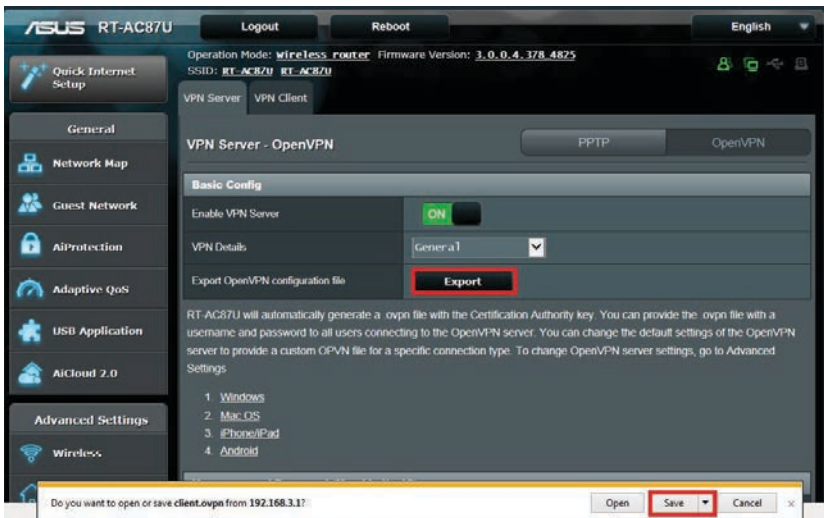 ASUS RT-AC87U
Logout
Reboot
English
Operation Mode: Wireless router Firmware Version: 3.0.0.4.378_4825
SSID: RT-AC87U RT-AC87U
Quick Internet
Setup
VPN Server VPN Client
General
Network Map
Guest Network
AiProtection
Adaptive QoS
USB Application
AiCloud 2.0
Advanced Settings
Wireless
VPN Server - OpenVPN
PPTP
OpenVPN
Basic Config
Enable VPN Server
ON
VPN Details
General
Export OpenVPN configuration file
Export
RT-AC87U will automatically generate a .ovpn file with the Certification Authority key. You can provide the .ovpn file with a
username and password to all users connecting to the OpenVPN server. You can change the default settings of the OpenVPN
server to provide a custom OPVN file for a specific connection type. To change OpenVPN server settings, go to Advanced
Settings
1. Windows
2. Mac OS
3. iPhone/iPad
4. Android
Do you want to open or save client.ovpn from 192.168.3.1?
Open
Save
Cancel
×